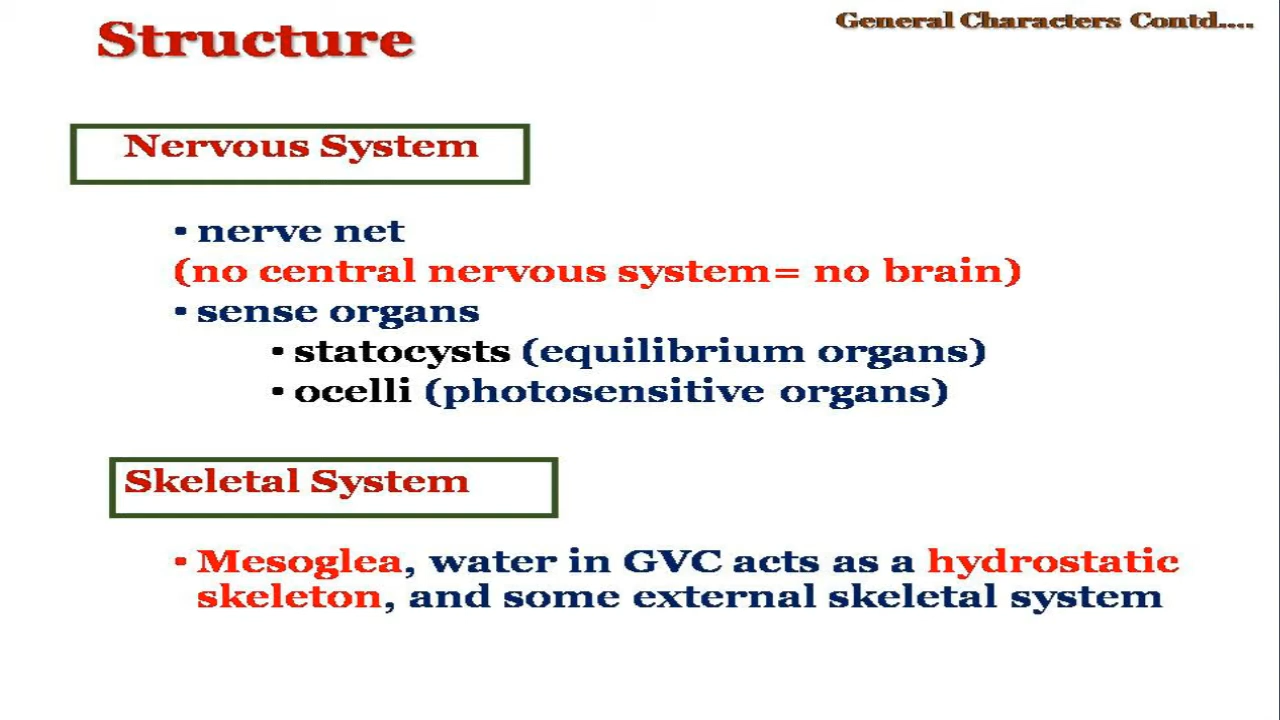 General Characters Contd....
Structure
Nervous System
• nerve net
(no central nervous system= no brain)
• sense organs
• statocysts (equilibrium organs)
• ocelli (photosensitive organs)
Skeletal System
• Mesoglea, water in GVC acts as a hydrostatic
skeleton, and some external skeletal system